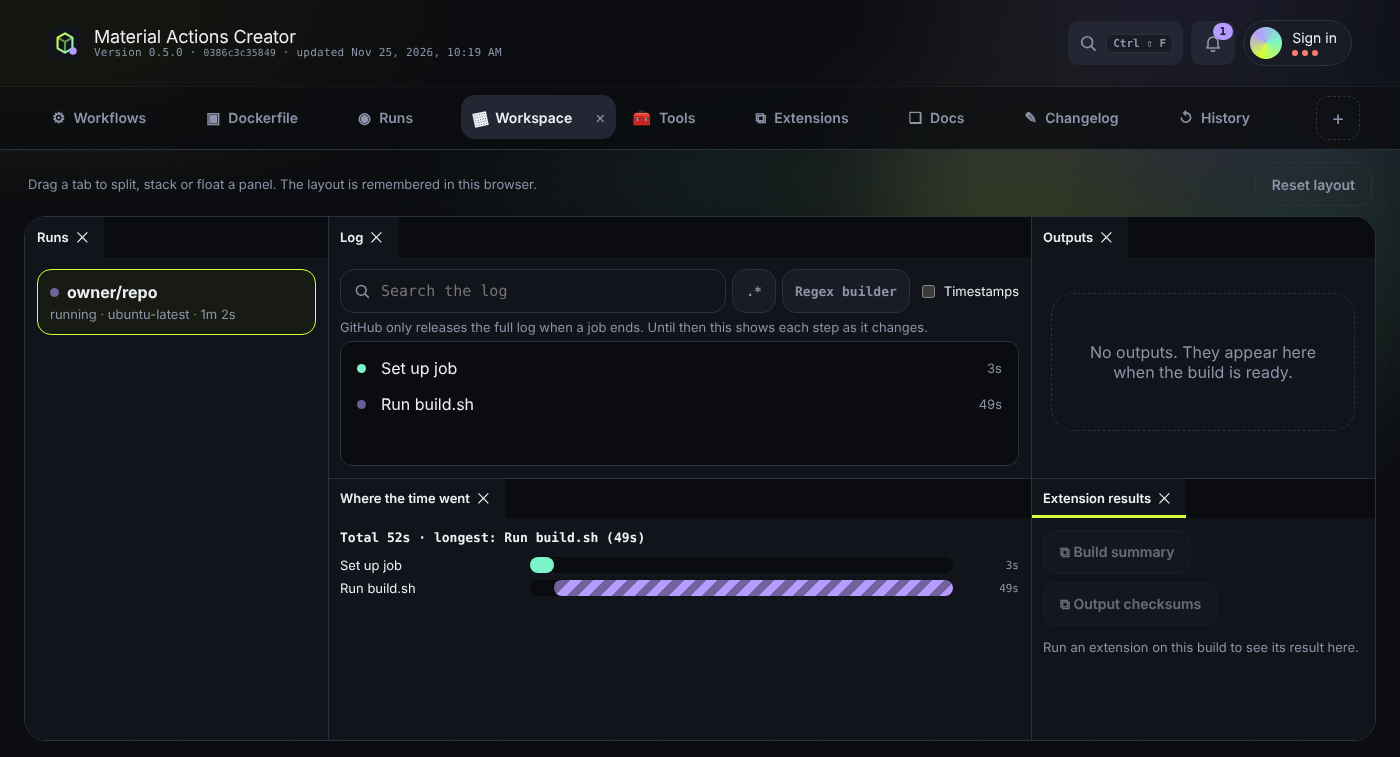 Material Actions Creator
Version 0.5.0 · 0386c3c35849 · updated Nov 25, 2026, 10:19 AM
Ctrl ⇧ F
1
Sign in
Workflows
Dockerfile
Runs
Workspace ×
Tools
Extensions
Docs
Changelog
History
+
Drag a tab to split, stack or float a panel. The layout is remembered in this browser.
Reset layout
Runs
owner/repo
running · ubuntu-latest · 1m 2s
Log
Search the log
.*
Regex builder
Timestamps
GitHub only releases the full log when a job ends. Until then this shows each step as it changes.
Set up job 3s
Run build.sh 49s
Where the time went
Total 52s · longest: Run build.sh (49s)
Set up job 3s
Run build.sh 49s
Outputs
No outputs. They appear here
when the build is ready.
Extension results
Build summary
Output checksums
Run an extension on this build to see its result here.